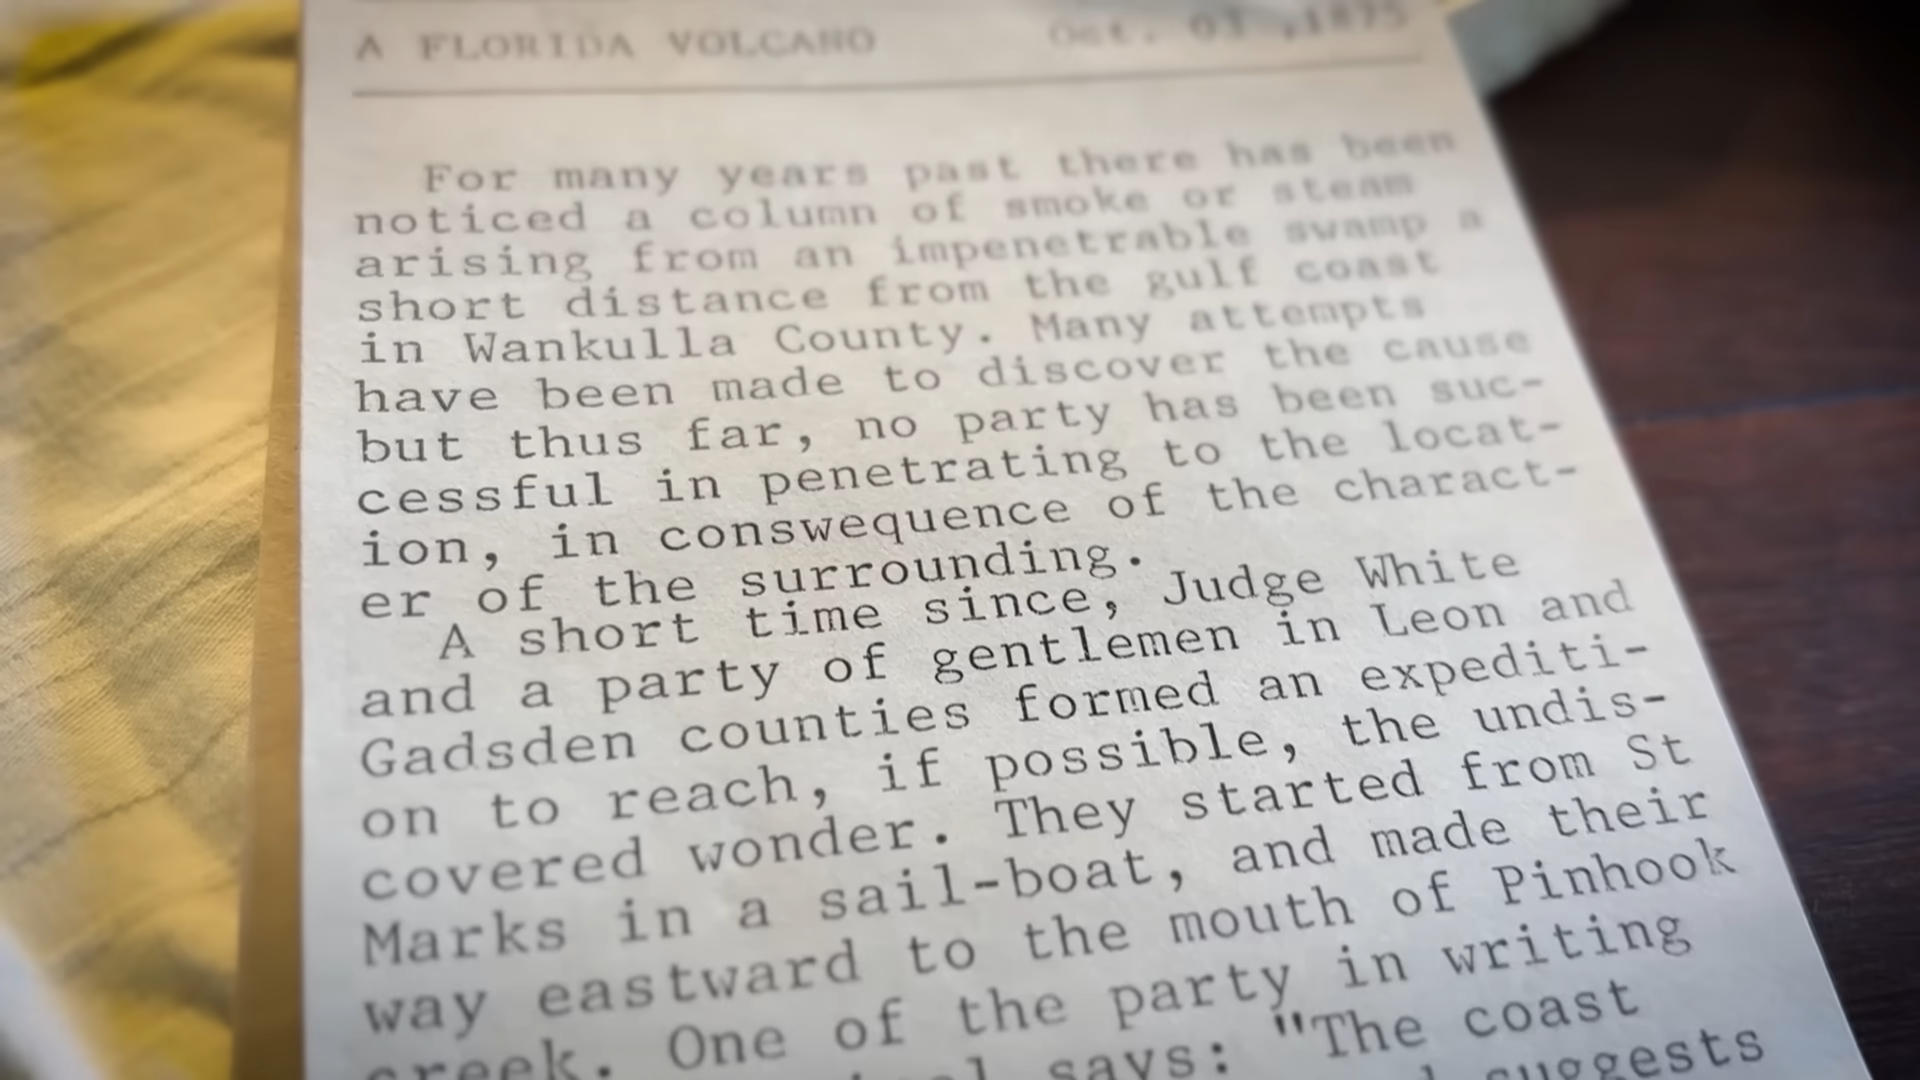 A FLORIDA VOLCANO Oct. 03 ,1875
For many years past there has been
noticed a column of smoke or steam
arising from an impenetrable swamp a
short distance from the gulf coast
in Wankulla County. Many attempts
have been made to discover the cause
but thus far, no party has been suc-
cessful in penetrating to the locat-
ion, in conswequence of the charact-
er of the surrounding.
A short time since, Judge White
and a party of gentlemen in Leon and
Gadsden counties formed an expediti-
on to reach, if possible, the undis-
covered wonder. They started from St
Marks in a sail-boat, and made their
way eastward to the mouth of Pinhook
creek. One of the party in writing
says: "The coast
suggests